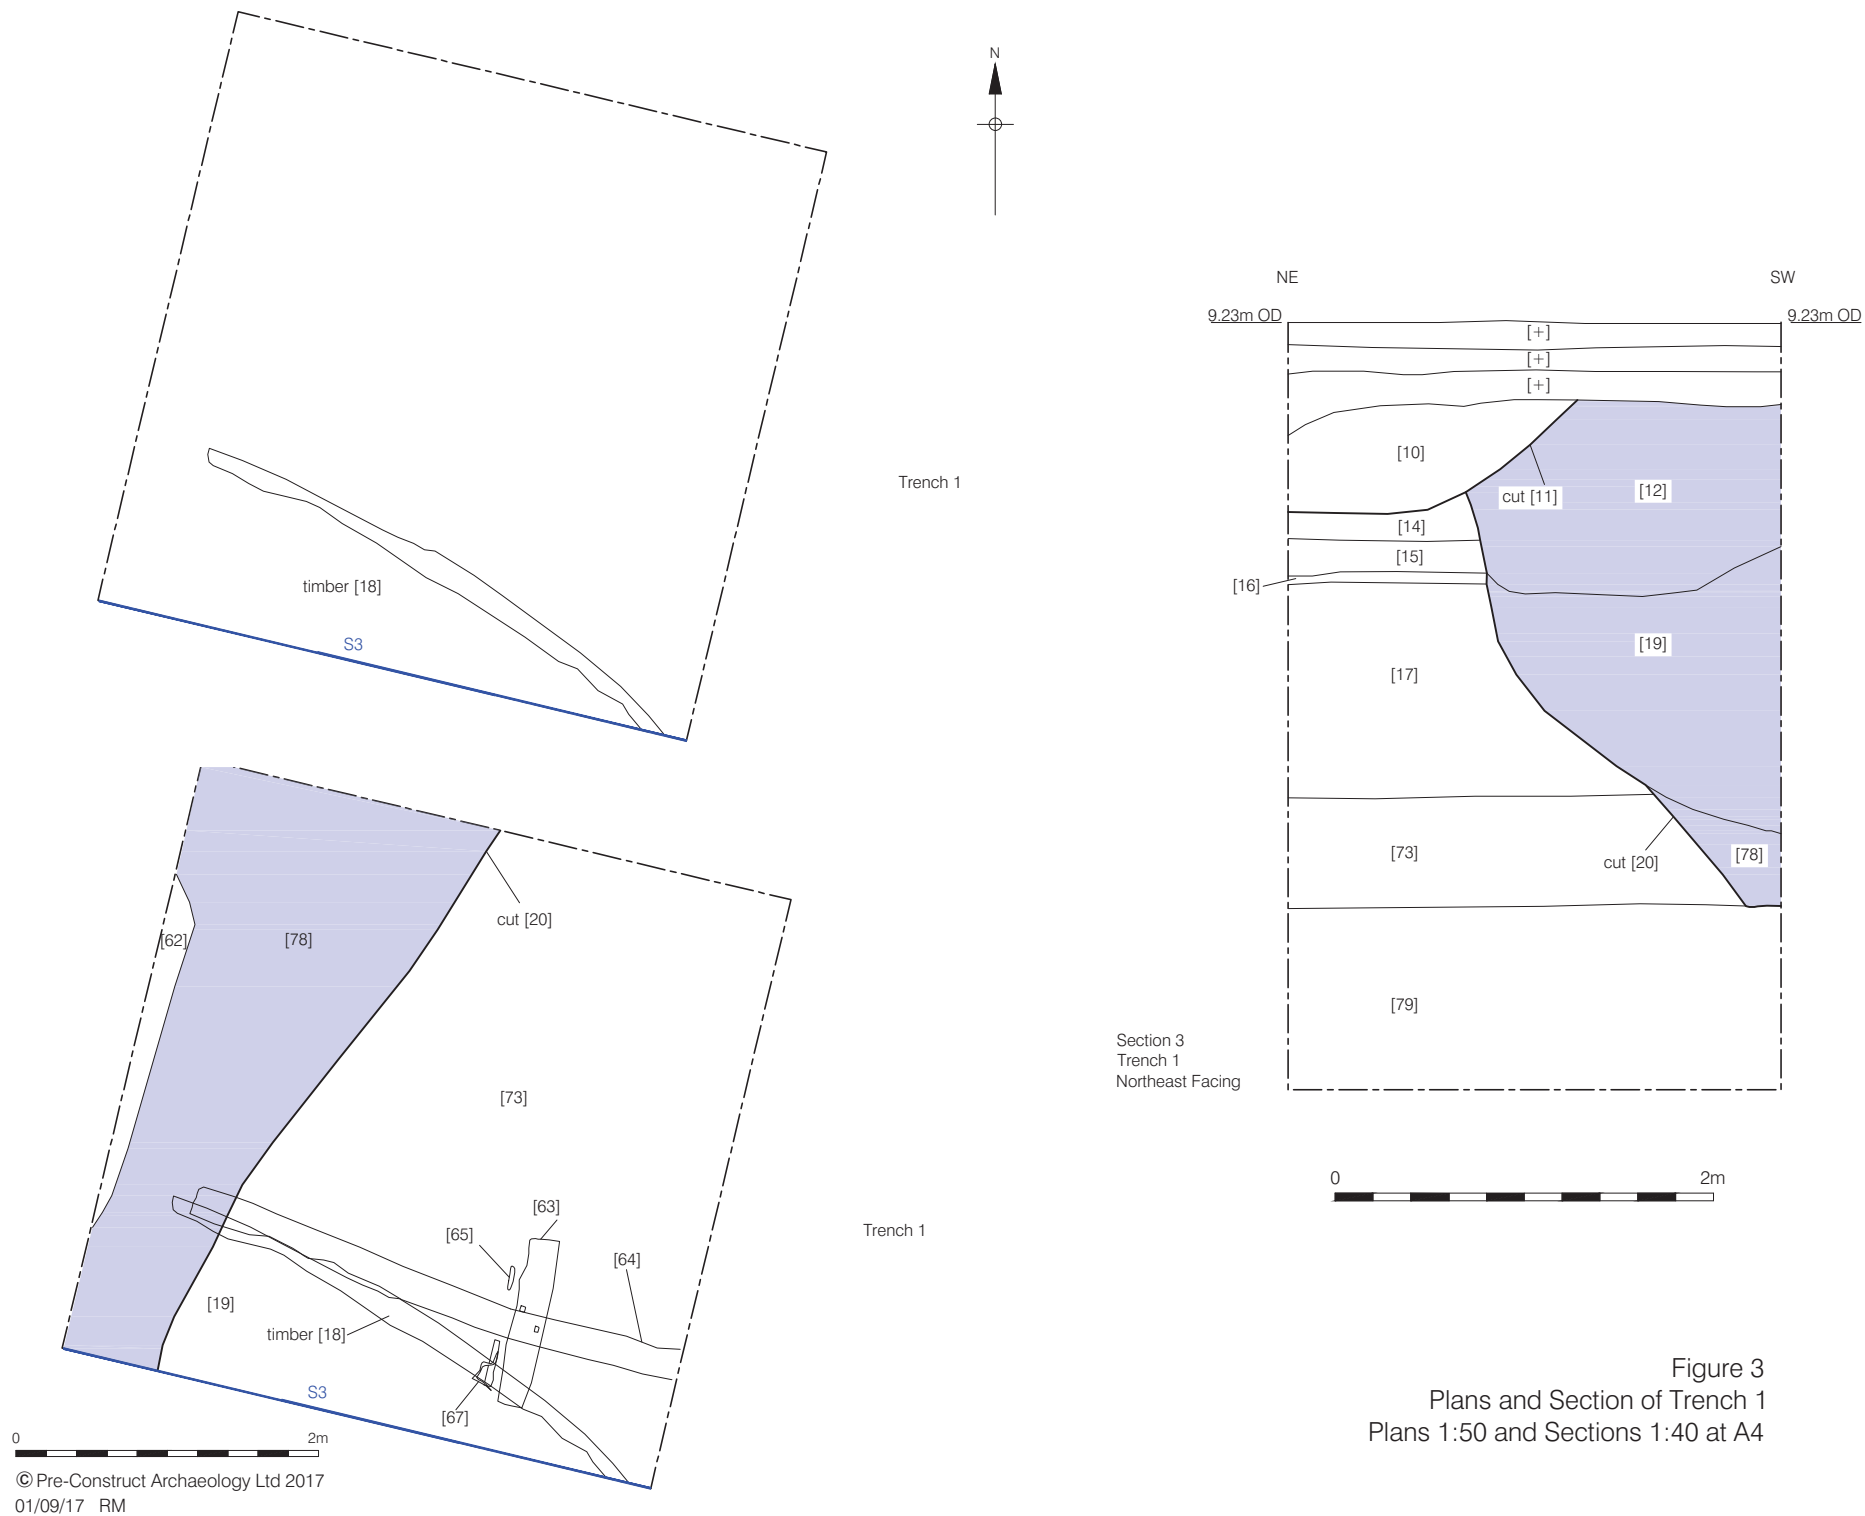 N
Trench 1
timber [18]
S3
cut [20]
[62]
[78]
[73]
[63]
[65]
[64]
[19]
timber [18]
[67]
S3
Trench 1
0 2m
© Pre-Construct Archaeology Ltd 2017
01/09/17 RM
NE SW
9.23m OD 9.23m OD
[+]
[+]
[+]
[10]
cut [11]
[12]
[14]
[15]
[16]
[19]
[17]
[73]
cut [20]
[78]
[79]
Section 3
Trench 1
Northeast Facing
0 2m
Figure 3
Plans and Section of Trench 1
Plans 1:50 and Sections 1:40 at A4